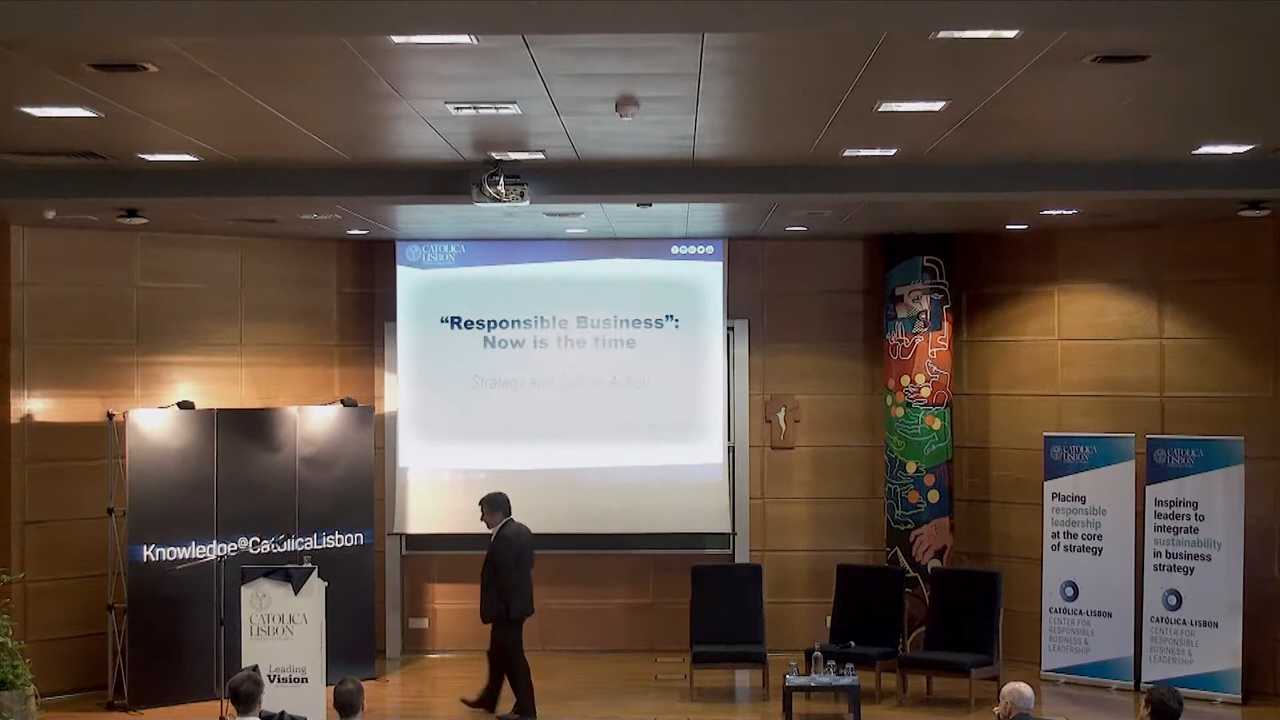 CATÓLICA
LISBON
“Responsible Business”:
Now is the time
Knowledge@CatólicaLisbon
CATÓLICA
LISBON
Leading
Vision
CATÓLICA
LISBON
Placing
responsible
leadership
at the core
of strategy
CATÓLICA-LISBON
CENTER FOR
RESPONSIBLE
BUSINESS &
LEADERSHIP
CATÓLICA
LISBON
Inspiring
leaders to
integrate
sustainability
in business
strategy
CATÓLICA-LISBON
CENTER FOR
RESPONSIBLE
BUSINESS &
LEADERSHIP